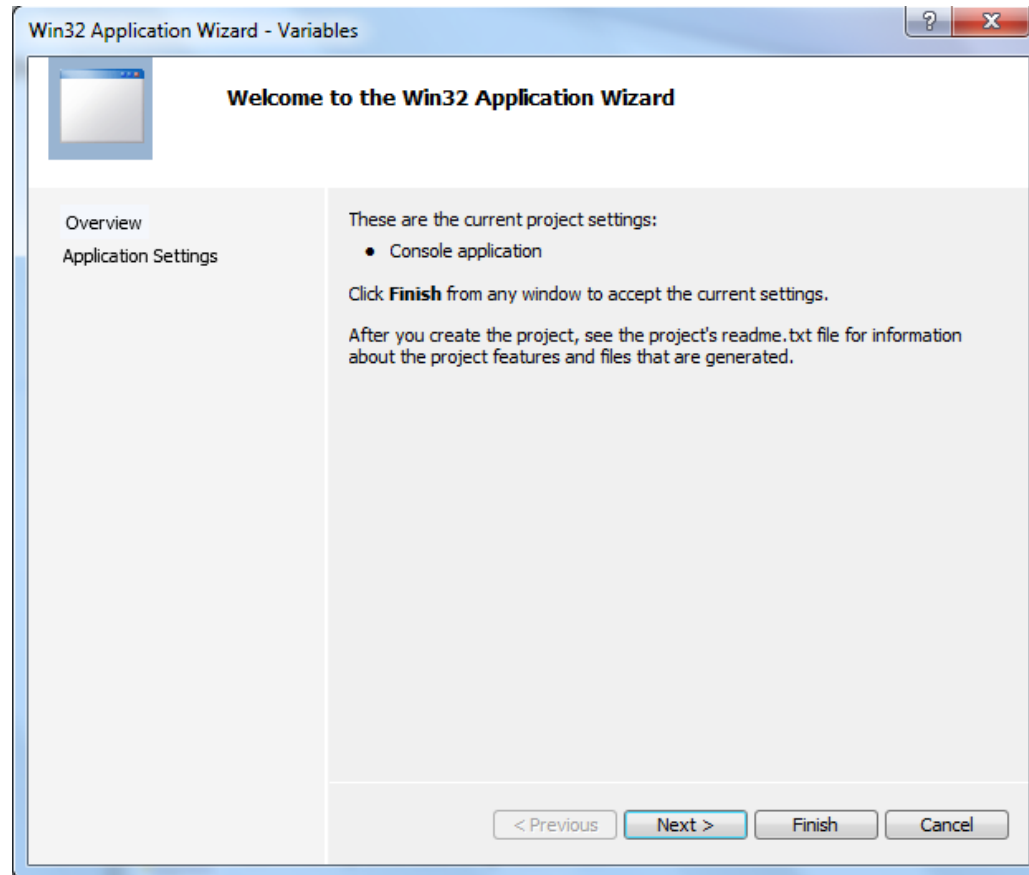 Win32 Application Wizard - Variables
Welcome to the Win32 Application Wizard
Overview
Application Settings
These are the current project settings:
• Console application
Click Finish from any window to accept the current settings.
After you create the project, see the project's readme.txt file for information
about the project features and files that are generated.
< Previous
Next >
Finish
Cancel